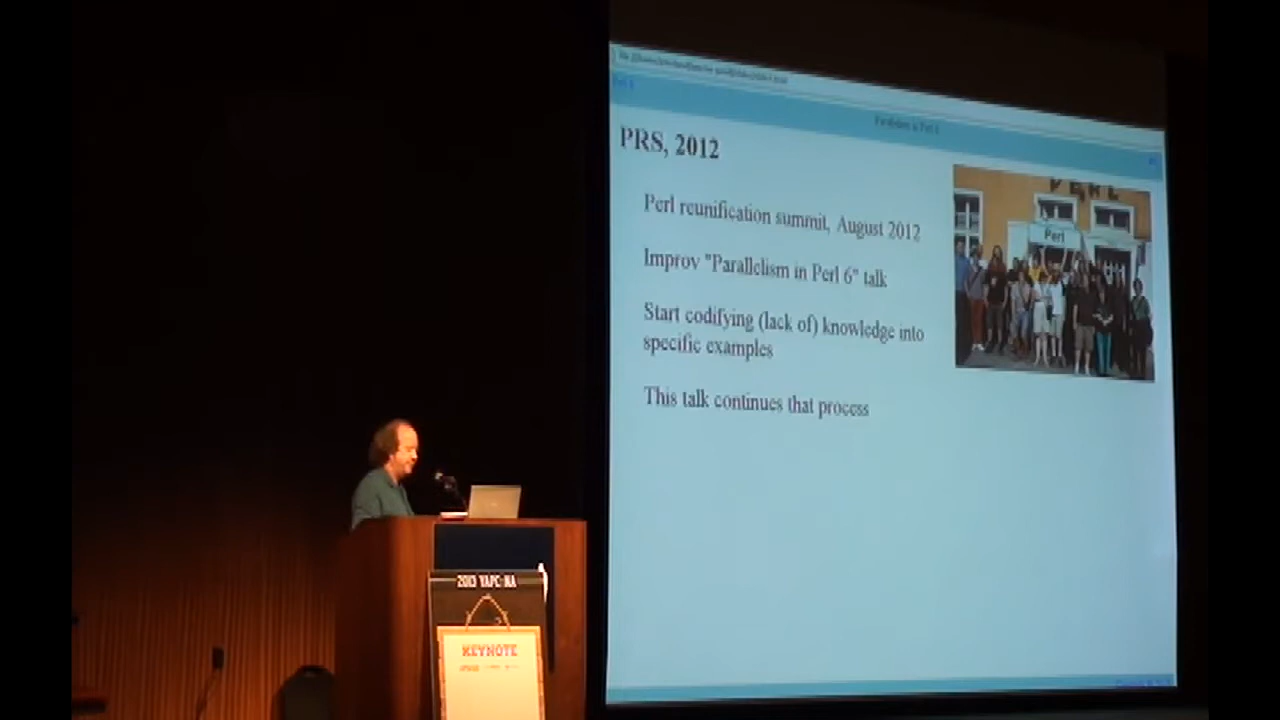 PRS, 2012
Perl reunification summit, August 2012
Improv "Parallelism in Perl 6" talk
Start codifying (lack of) knowledge into
specific examples
This talk continues that process
PERL
Perl
2013 YAPC::NA
KEYNOTE